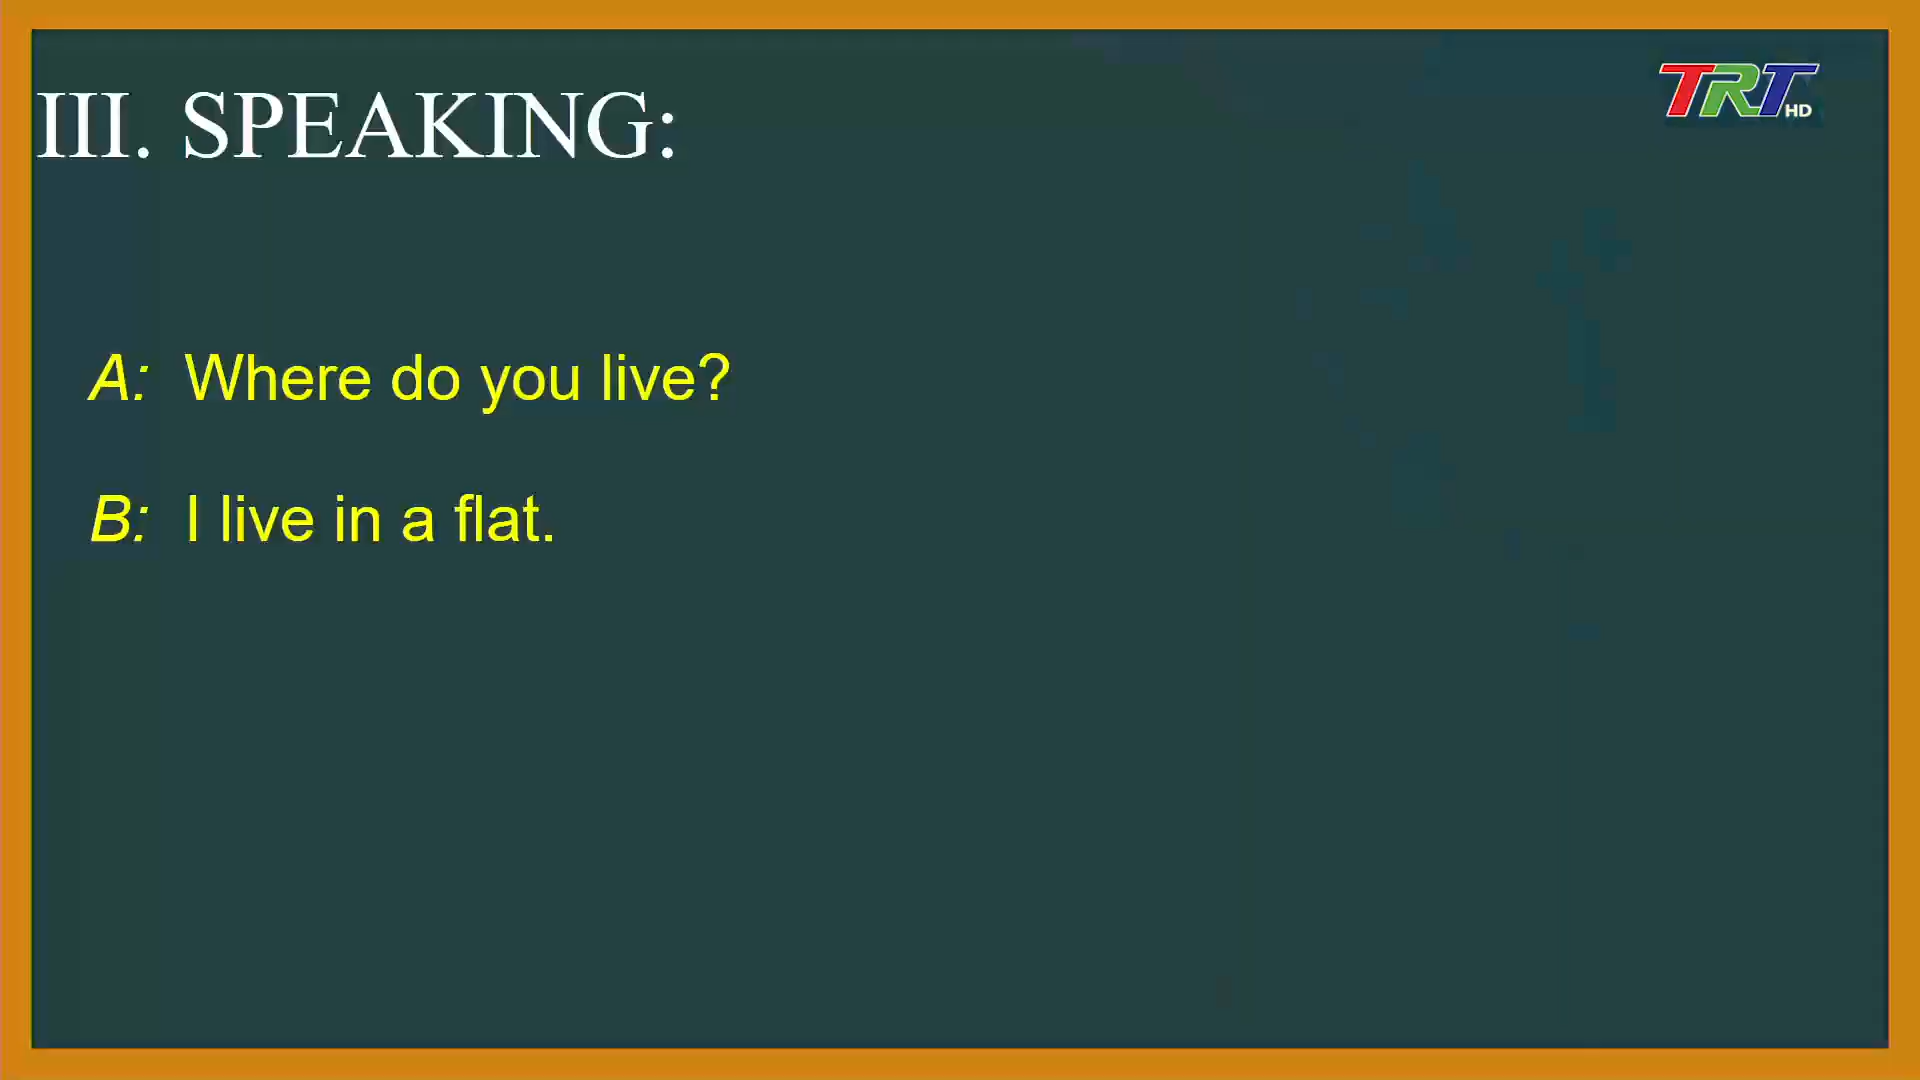 III. SPEAKING:
TRT HD
A: Where do you live?
B: I live in a flat.